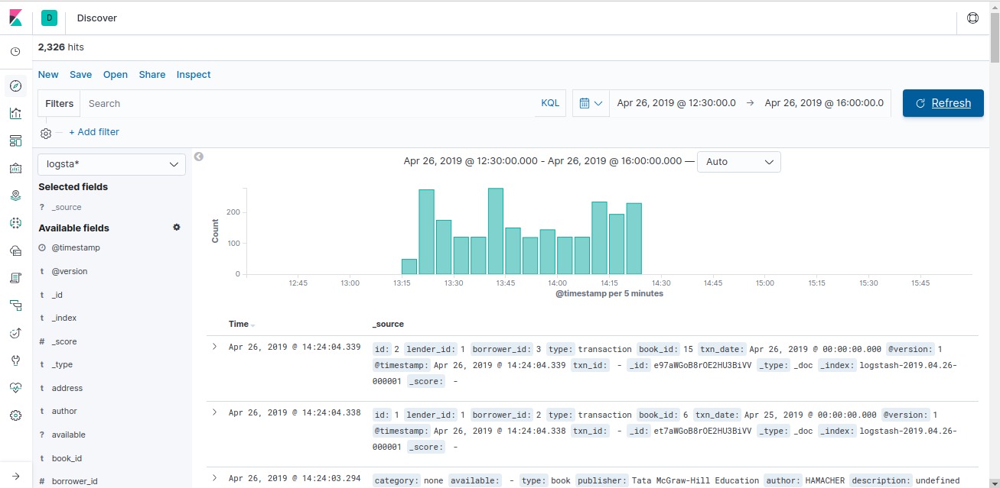 D Discover
2,326 hits
New Save Open Share Inspect
Filters Search KQL Apr 26, 2019 @ 12:30:00.0 → Apr 26, 2019 @ 16:00:00.0 Refresh
+ Add filter
logsta*
Selected fields
? _source
Available fields
@timestamp
t @version
t _id
t _index
# _score
t _type
t address
t author
? available
t book_id
# borrower_id
Apr 26, 2019 @ 12:30:00.000 - Apr 26, 2019 @ 16:00:00.000 — Auto
Count
200
100
0
12:45 13:00 13:15 13:30 13:45 14:00 14:15 14:30 14:45 15:00 15:15 15:30 15:45
@timestamp per 5 minutes
Time _source
Apr 26, 2019 @ 14:24:04.339 id: 2 lender_id: 1 borrower_id: 3 type: transaction book_id: 15 txn_date: Apr 26, 2019 @ 00:00:00.000 @version: 1
@timestamp: Apr 26, 2019 @ 14:24:04.339 txn_id: - _id: e97aWGoB8rOE2HU3BiVV _type: _doc _index: logstash-2019.04.26-
000001 _score: -
Apr 26, 2019 @ 14:24:04.338 id: 1 lender_id: 1 borrower_id: 2 type: transaction book_id: 6 txn_date: Apr 25, 2019 @ 00:00:00.000 @version: 1
@timestamp: Apr 26, 2019 @ 14:24:04.338 txn_id: - _id: et7aWGoB8rOE2HU3BiVV _type: _doc _index: logstash-2019.04.26-
000001 _score: -
Apr 26, 2019 @ 14:24:03.294 category: none available: - type: book publisher: Tata McGraw-Hill Education author: HAMACHER description: undefined